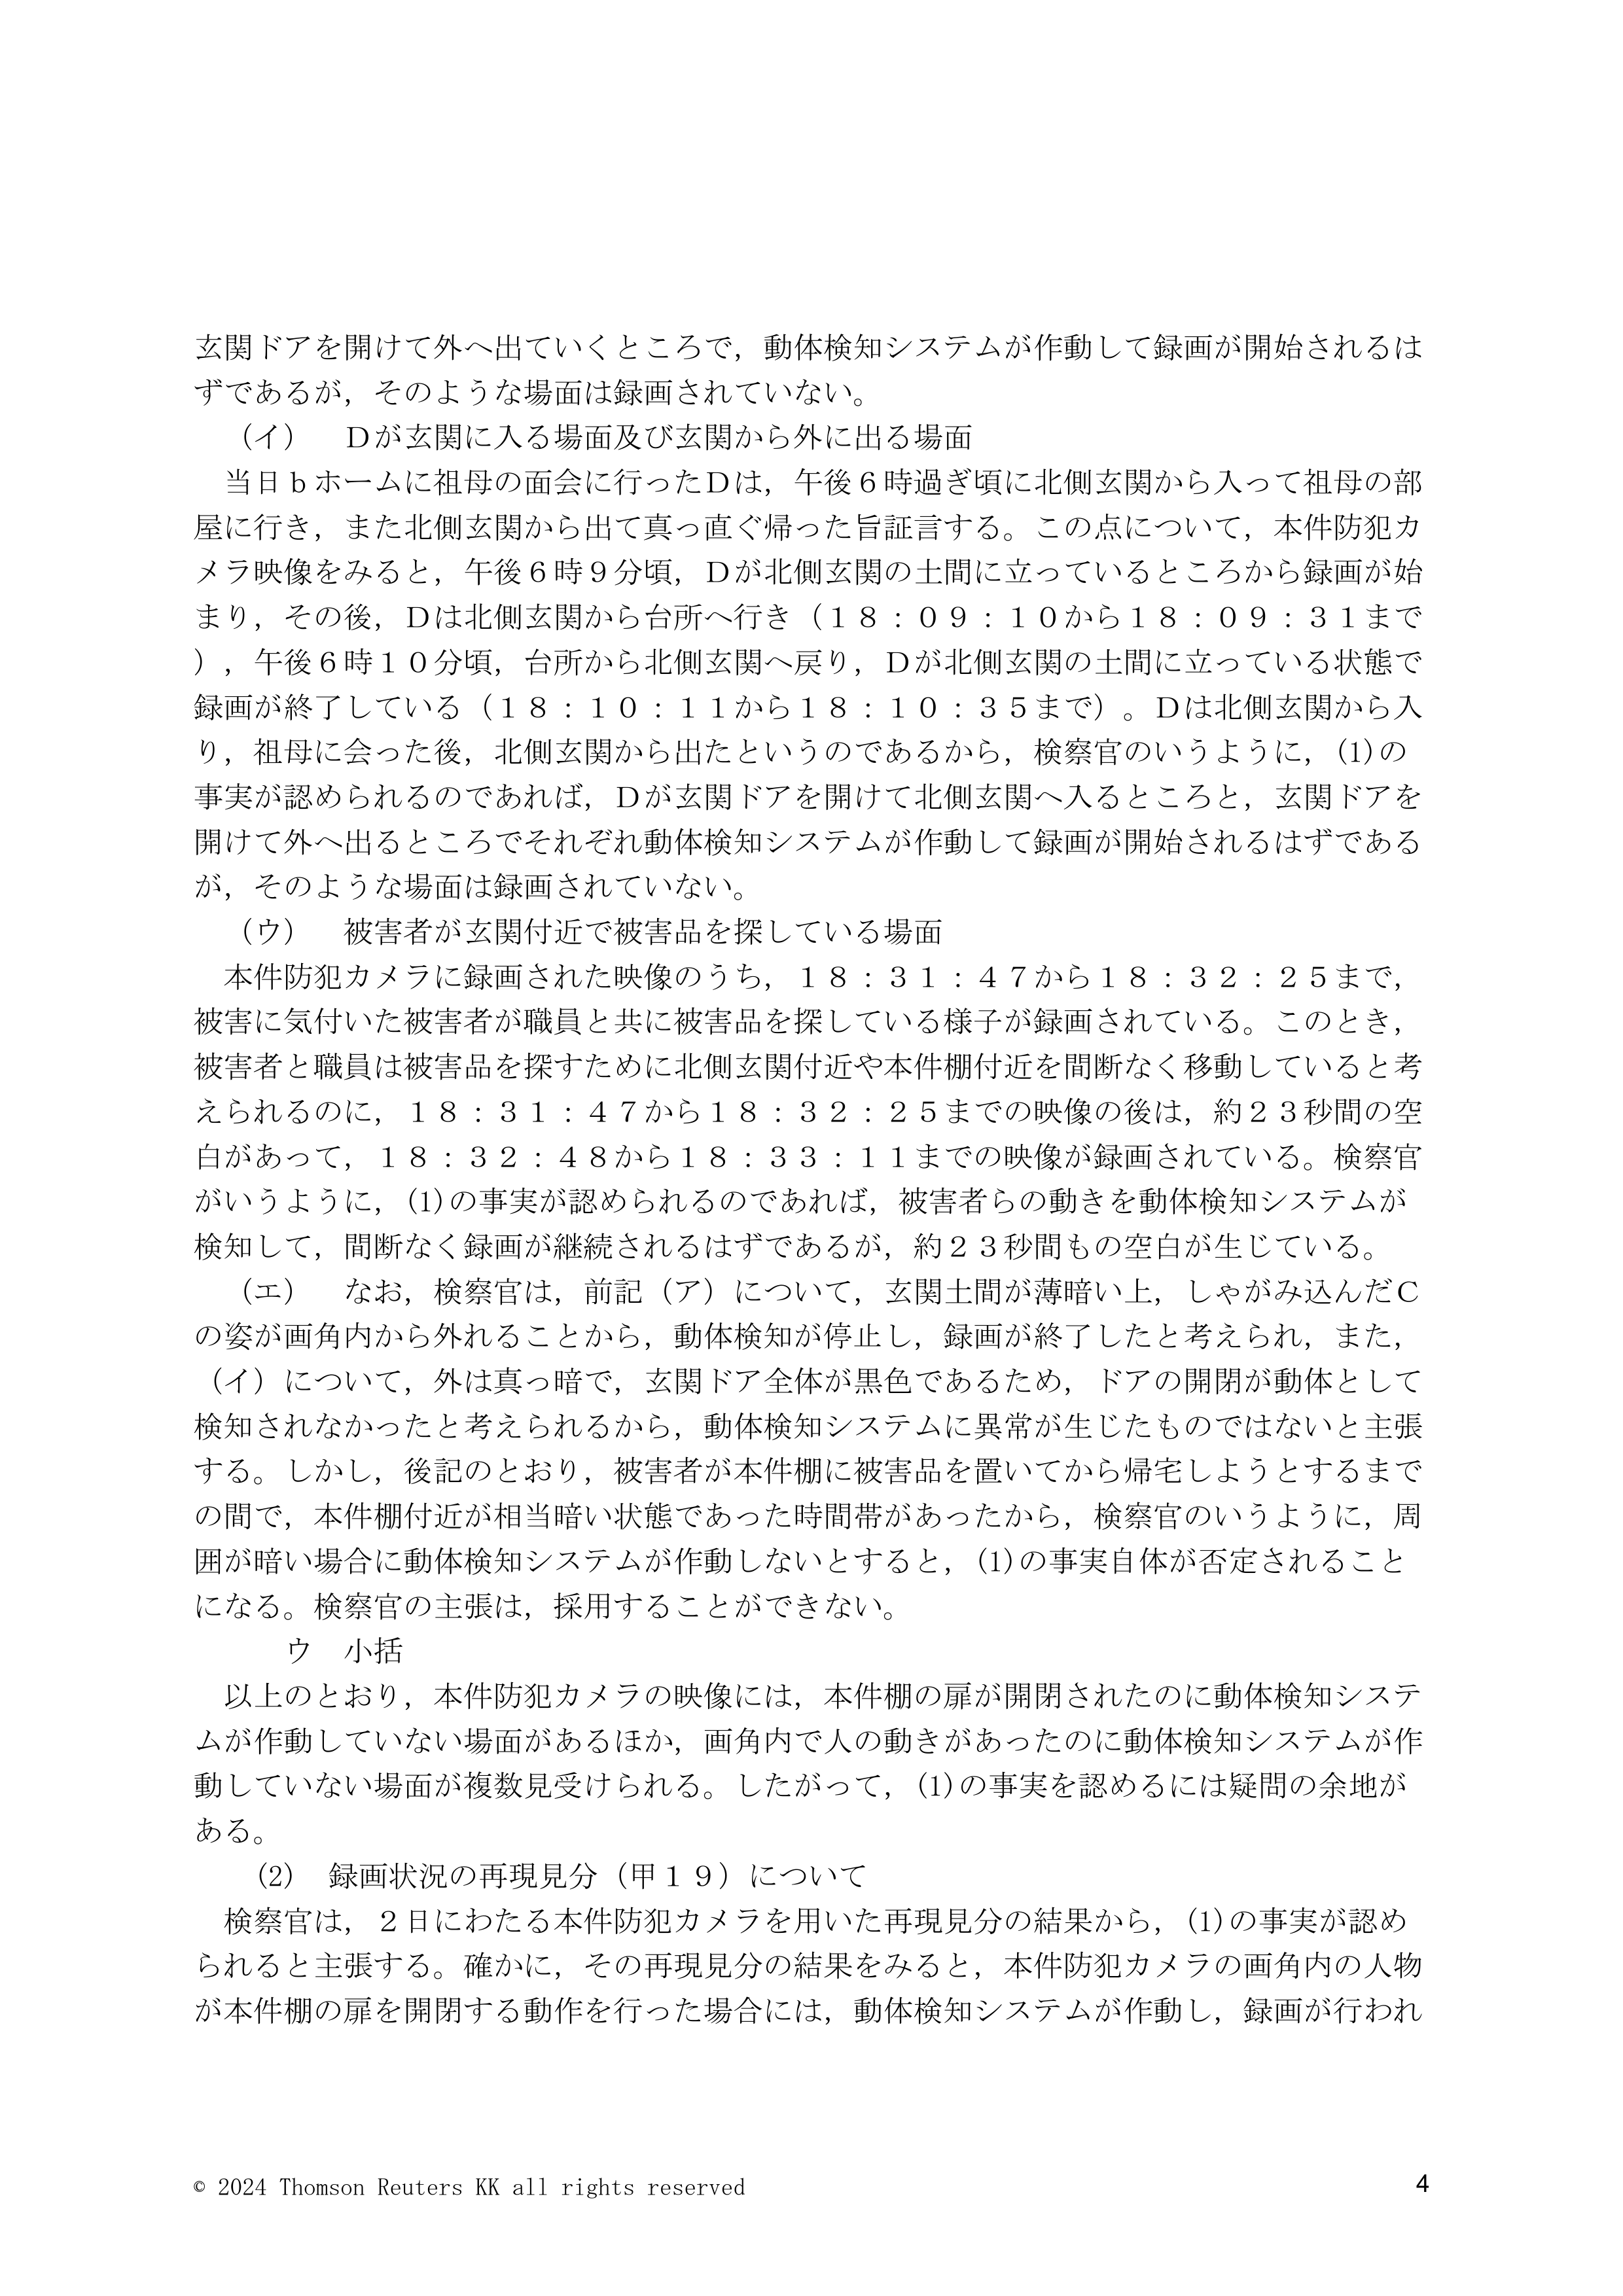 玄関ドアを開けて外へ出ていくところで，動体検知システムが作動して録画が開始されるは
ずであるが，そのような場面は録画されていない。
（イ）　Ｄが玄関に入る場面及び玄関から外に出る場面
当日ｂホームに祖母の面会に行ったＤは，午後６時過ぎ頃に北側玄関から入って祖母の部
屋に行き，また北側玄関から出て真っ直ぐ帰った旨証言する。この点について，本件防犯カ
メラ映像をみると，午後６時９分頃，Ｄが北側玄関の土間に立っているところから録画が始
まり，その後，Ｄは北側玄関から台所へ行き（１８：０９：１０から１８：０９：３１まで
），午後６時１０分頃，台所から北側玄関へ戻り，Ｄが北側玄関の土間に立っている状態で
録画が終了している（１８：１０：１１から１８：１０：３５まで）。Ｄは北側玄関から入
り，祖母に会った後，北側玄関から出たというのであるから，検察官のいうように，(1)の
事実が認められるのであれば，Ｄが玄関ドアを開けて北側玄関へ入るところと，玄関ドアを
開けて外へ出るところでそれぞれ動体検知システムが作動して録画が開始されるはずである
が，そのような場面は録画されていない。
（ウ）　被害者が玄関付近で被害品を探している場面
本件防犯カメラに録画された映像のうち，１８：３１：４７から１８：３２：２５まで，
被害に気付いた被害者が職員と共に被害品を探している様子が録画されている。このとき，
被害者と職員は被害品を探すために北側玄関付近や本件棚付近を間断なく移動していると考
えられるのに，１８：３１：４７から１８：３２：２５までの映像の後は，約２３秒間の空
白があって，１８：３２：４８から１８：３３：１１までの映像が録画されている。検察官
がいうように，(1)の事実が認められるのであれば，被害者らの動きを動体検知システムが
検知して，間断なく録画が継続されるはずであるが，約２３秒間もの空白が生じている。
（エ）　なお，検察官は，前記（ア）について，玄関土間が薄暗い上，しゃがみ込んだＣ
の姿が画角内から外れることから，動体検知が停止し，録画が終了したと考えられ，また，
（イ）について，外は真っ暗で，玄関ドア全体が黒色であるため，ドアの開閉が動体として
検知されなかったと考えられるから，動体検知システムに異常が生じたものではないと主張
する。しかし，後記のとおり，被害者が本件棚に被害品を置いてから帰宅しようとするまで
の間で，本件棚付近が相当暗い状態であった時間帯があったから，検察官のいうように，周
囲が暗い場合に動体検知システムが作動しないとすると，(1)の事実自体が否定されること
になる。検察官の主張は，採用することができない。
ウ　小括
以上のとおり，本件防犯カメラの映像には，本件棚の扉が開閉されたのに動体検知システ
ムが作動していない場面があるほか，画角内で人の動きがあったのに動体検知システムが作
動していない場面が複数見受けられる。したがって，(1)の事実を認めるには疑問の余地が
ある。
(2)　録画状況の再現見分（甲１９）について
検察官は，２日にわたる本件防犯カメラを用いた再現見分の結果から，(1)の事実が認め
られると主張する。確かに，その再現見分の結果をみると，本件防犯カメラの画角内の人物
が本件棚の扉を開閉する動作を行った場合には，動体検知システムが作動し，録画が行われ
© 2024 Thomson Reuters KK all rights reserved
4